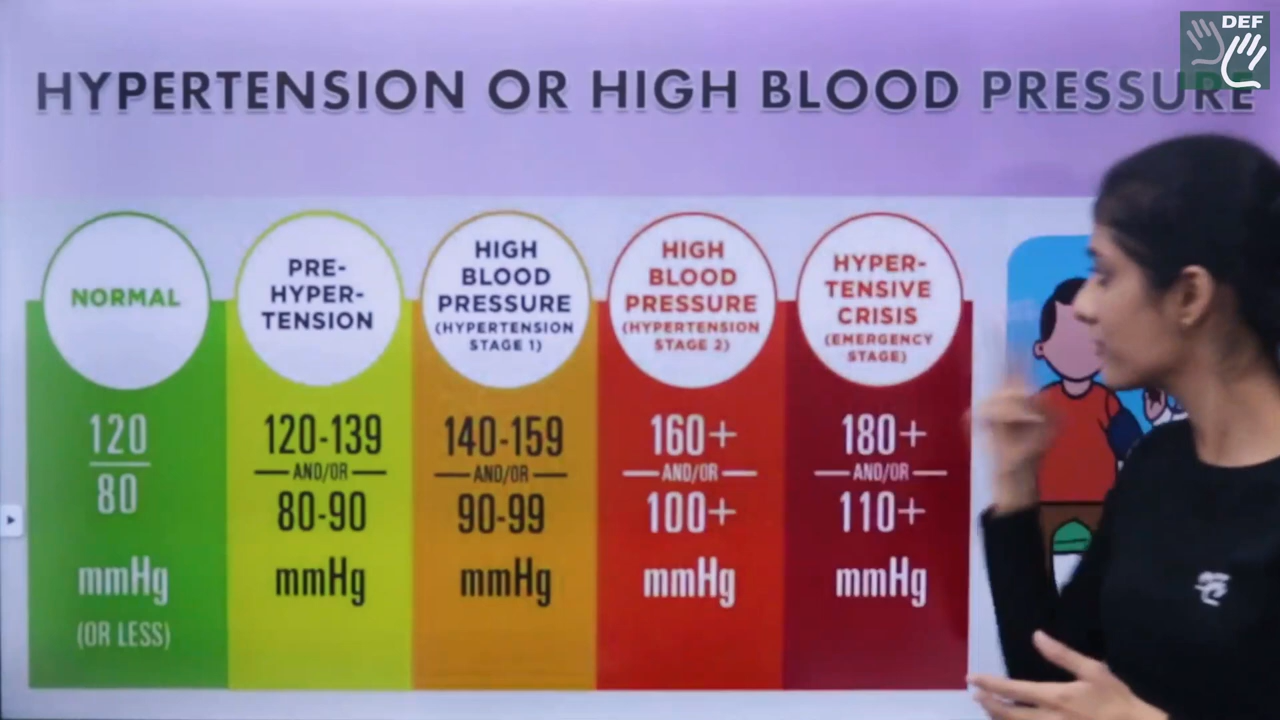 DEF
HYPERTENSION OR HIGH BLOOD PRESSURE
NORMAL
120
80
mmHg
(OR LESS)
PRE-
HYPER-
TENSION
120-139
AND/OR
80-90
mmHg
HIGH
BLOOD
PRESSURE
(HYPERTENSION
STAGE 1)
140-159
AND/OR
90-99
mmHg
HIGH
BLOOD
PRESSURE
(HYPERTENSION
STAGE 2)
160+
AND/OR
100+
mmHg
HYPER-
TENSIVE
CRISIS
(EMERGENCY
STAGE)
180+
AND/OR
110+
mmHg